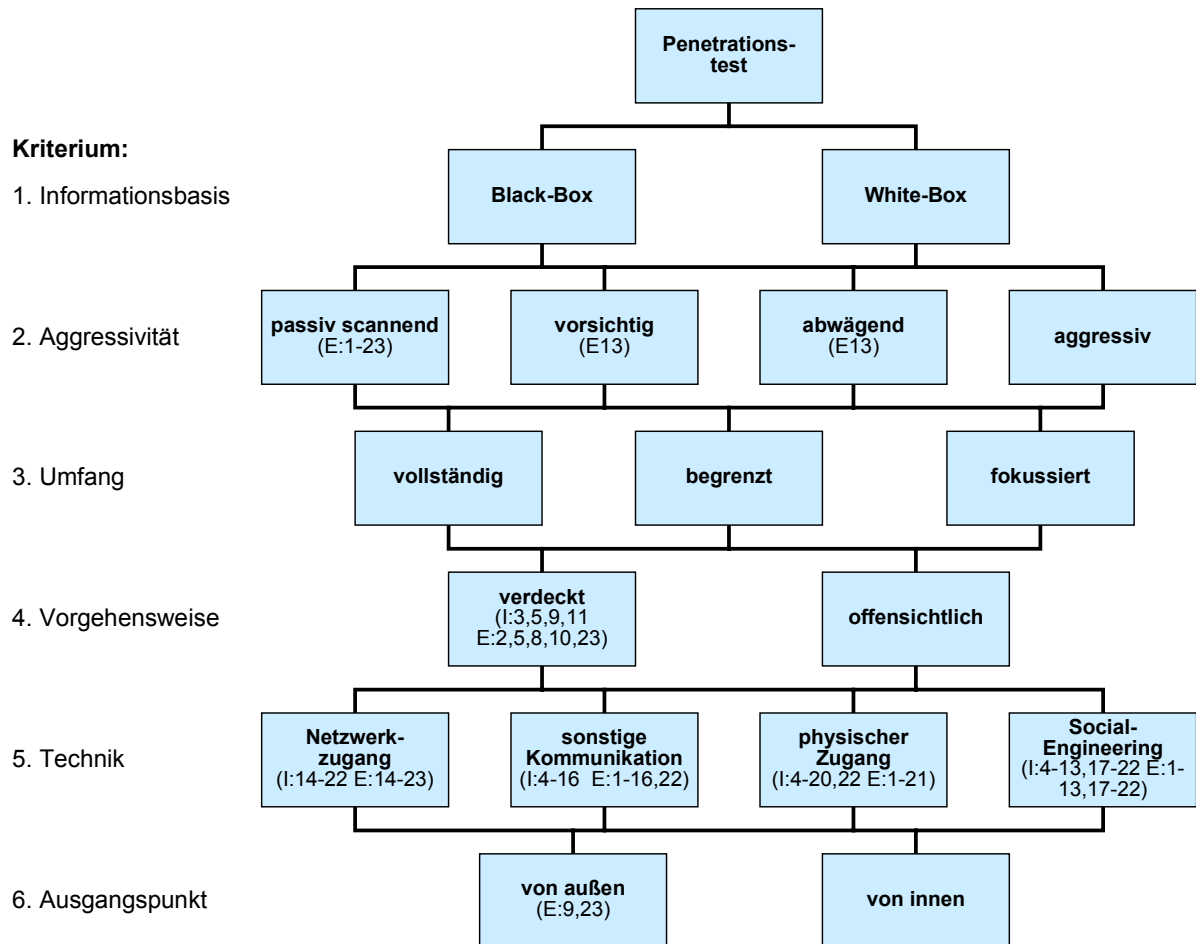 Penetrations-
test
Kriterium:
1. Informationsbasis
Black-Box
White-Box
2. Aggressivität
passiv scannend
(E:1-23)
vorsichtig
(E13)
abwägend
(E13)
aggressiv
3. Umfang
vollständig
begrenzt
fokussiert
4. Vorgehensweise
verdeckt
(I:3,5,9,11
E:2,5,8,10,23)
offensichtlich
5. Technik
Netzwerk-
zugang
(I:14-22 E:14-23)
sonstige
Kommunikation
(I:4-16 E:1-16,22)
physischer
Zugang
(I:4-20,22 E:1-21)
Social-
Engineering
(I:4-13,17-22 E:1-
13,17-22)
6. Ausgangspunkt
von außen
(E:9,23)
von innen